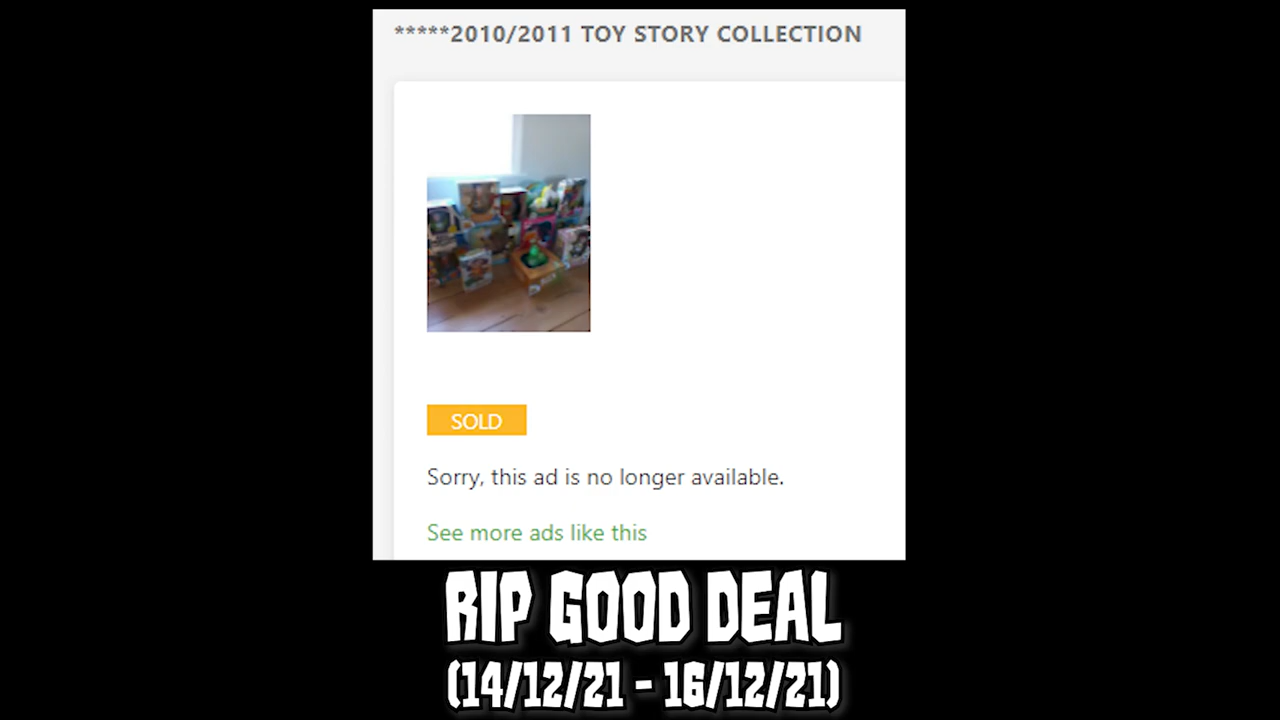 *****2010/2011 TOY STORY COLLECTION
SOLD
Sorry, this ad is no longer available.
See more ads like this
RIP GOOD DEAL
(14/12/21 - 16/12/21)